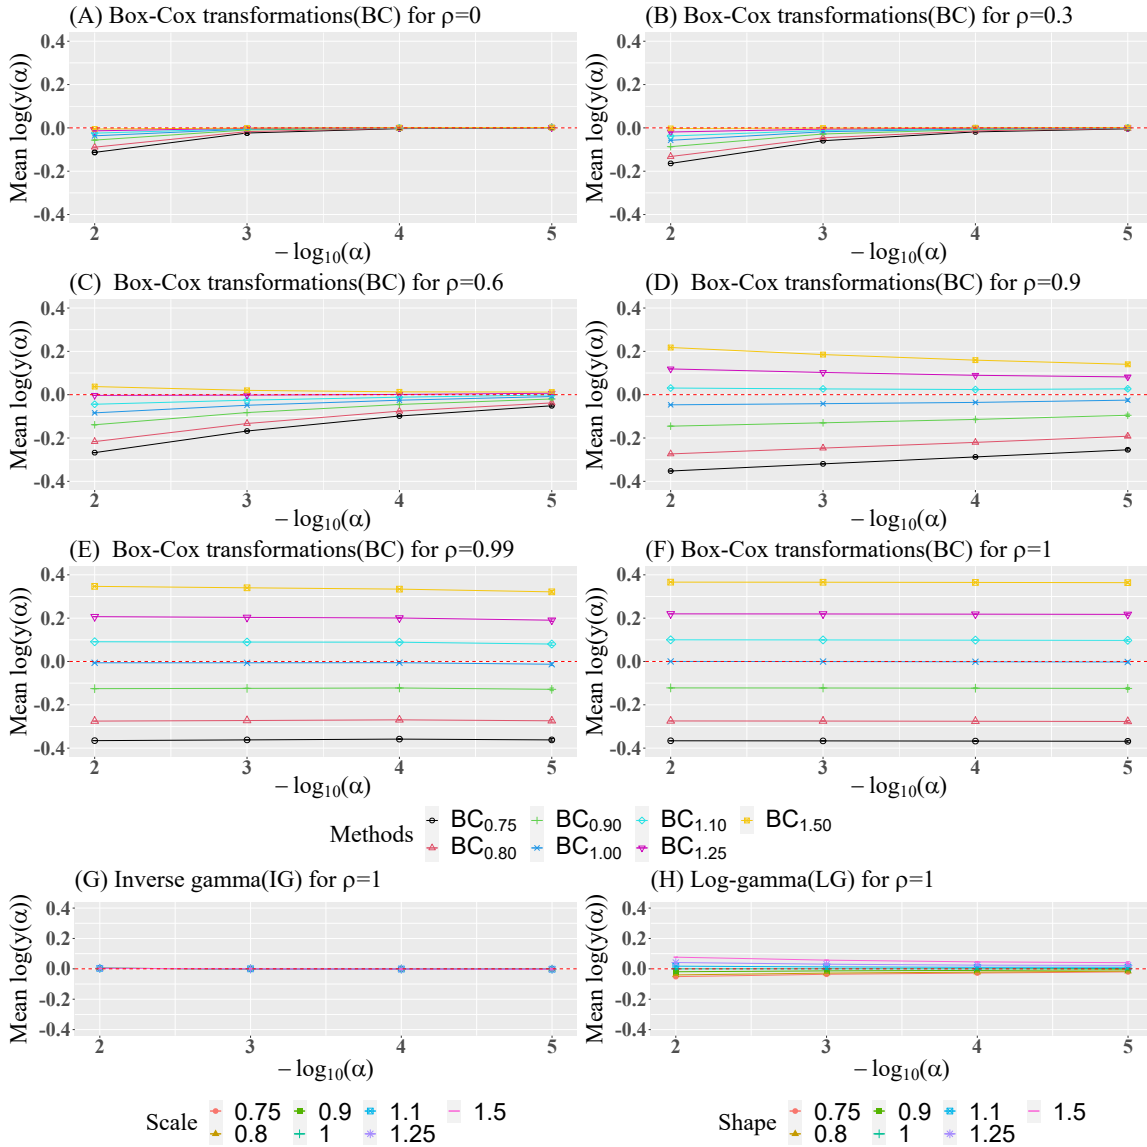 (A) Box-Cox transformations(BC) for ρ=0
Mean log(y(α))
0.4
0.2
0.0
-0.2
-0.4
2 3 4 5
− log10(α)
(B) Box-Cox transformations(BC) for ρ=0.3
Mean log(y(α))
0.4
0.2
0.0
-0.2
-0.4
2 3 4 5
− log10(α)
(C) Box-Cox transformations(BC) for ρ=0.6
Mean log(y(α))
0.4
0.2
0.0
-0.2
-0.4
2 3 4 5
− log10(α)
(D) Box-Cox transformations(BC) for ρ=0.9
Mean log(y(α))
0.4
0.2
0.0
-0.2
-0.4
2 3 4 5
− log10(α)
(E) Box-Cox transformations(BC) for ρ=0.99
Mean log(y(α))
0.4
0.2
0.0
-0.2
-0.4
2 3 4 5
− log10(α)
(F) Box-Cox transformations(BC) for ρ=1
Mean log(y(α))
0.4
0.2
0.0
-0.2
-0.4
2 3 4 5
− log10(α)
Methods
BC0.75 BC0.90 BC1.10 BC1.50
BC0.80 BC1.00 BC1.25
(G) Inverse gamma(IG) for ρ=1
Mean log(y(α))
0.4
0.2
0.0
-0.2
-0.4
2 3 4 5
− log10(α)
Scale
0.75 0.9 1.1 1.5
0.8 1 1.25
(H) Log-gamma(LG) for ρ=1
Mean log(y(α))
0.4
0.2
0.0
-0.2
-0.4
2 3 4 5
− log10(α)
Shape
0.75 0.9 1.1 1.5
0.8 1 1.25